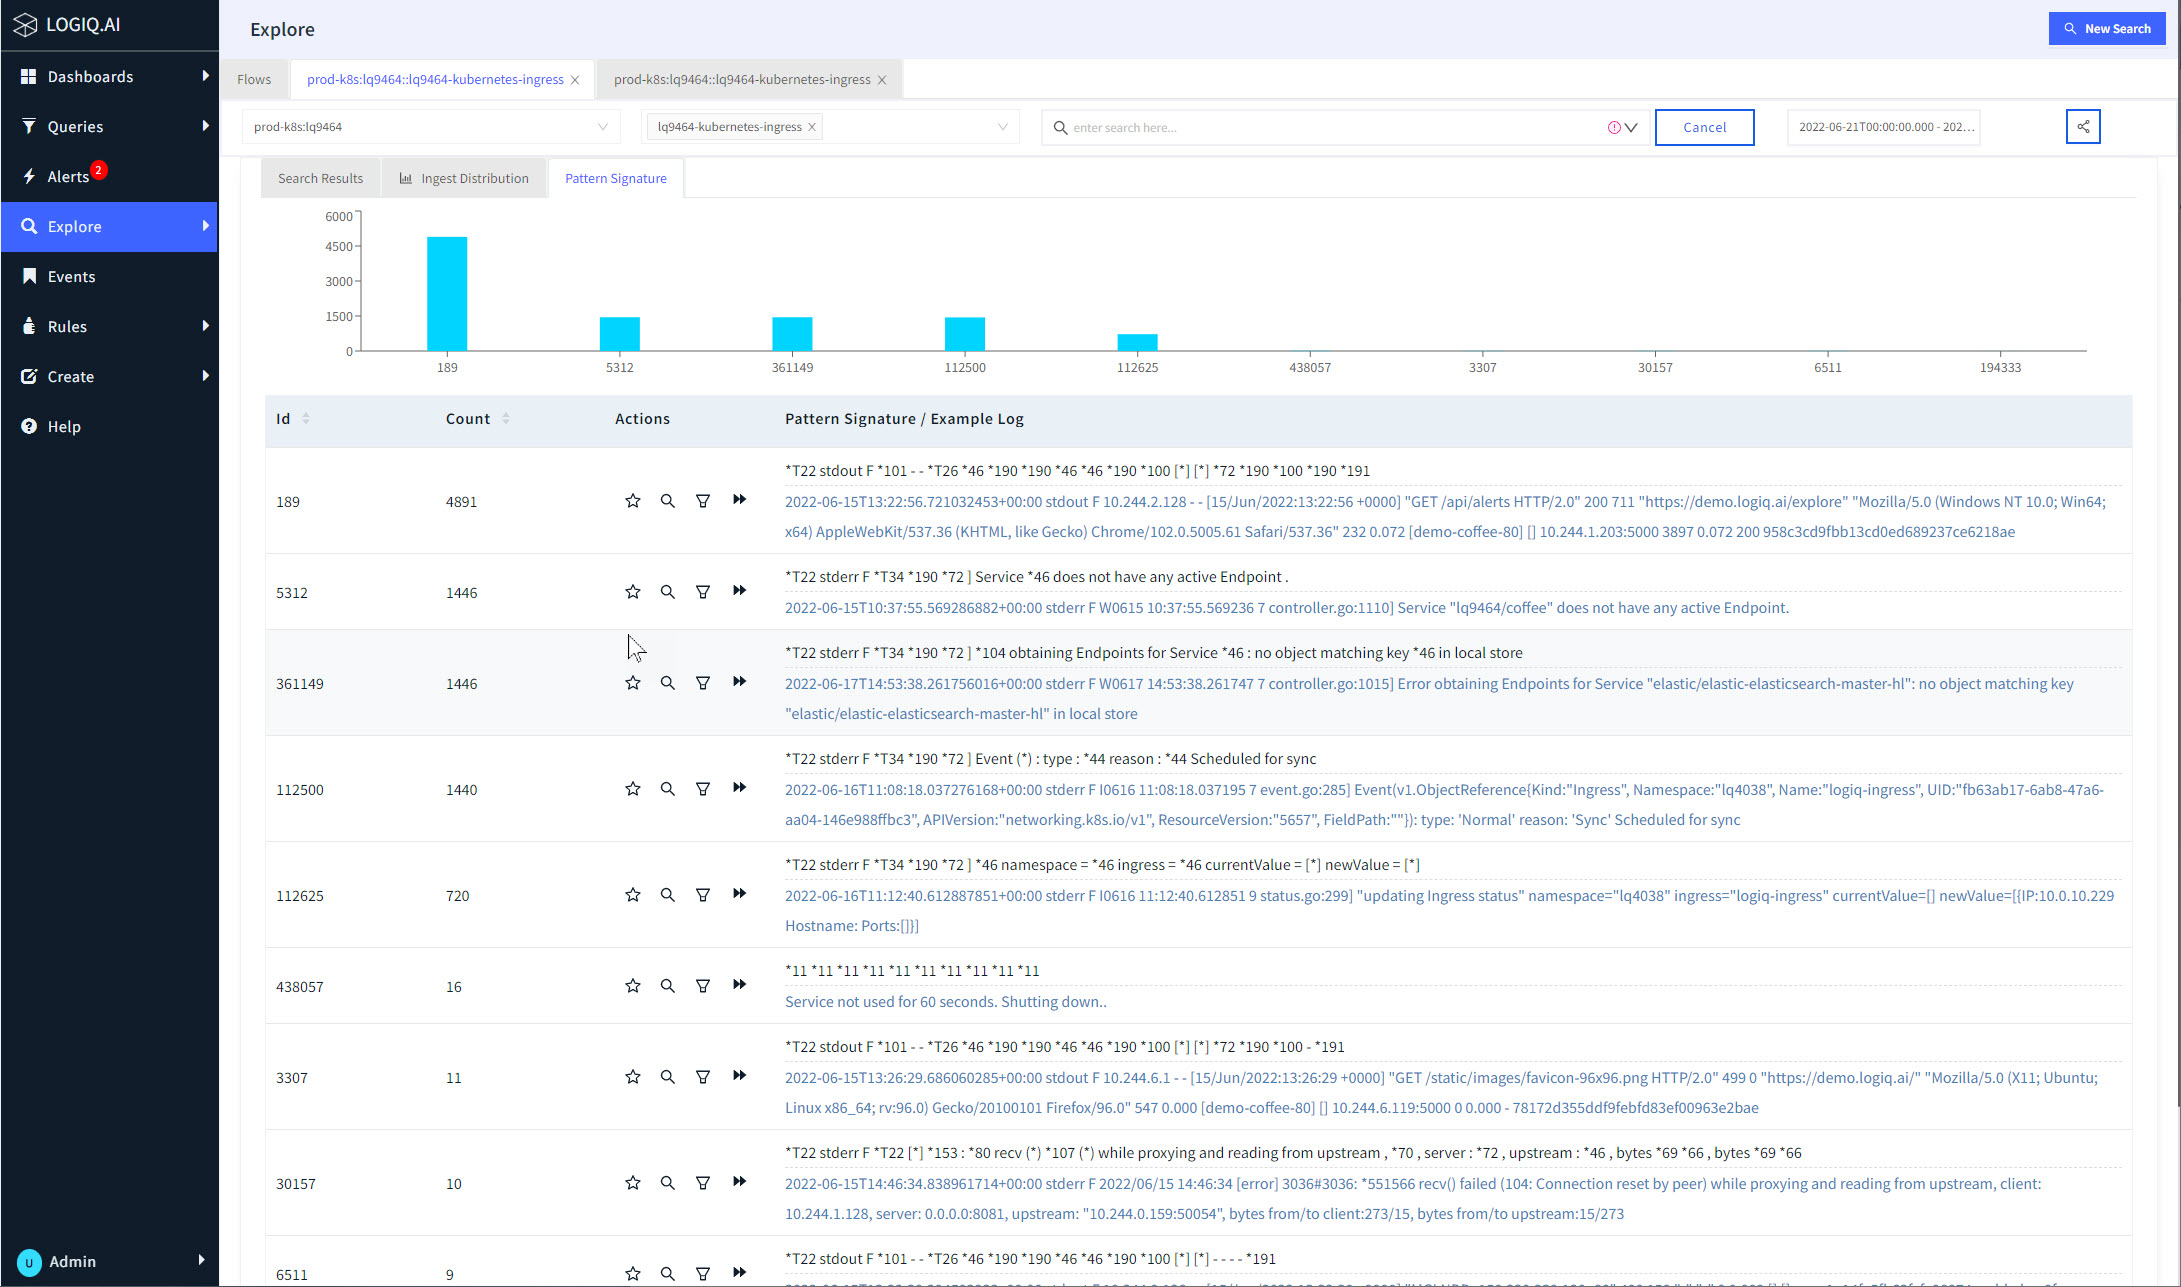 LOGIQ.AI
Dashboards
Queries
Alerts 2
Explore
Events
Rules
Create
Help
U Admin
Explore
New Search
Flows
prod-k8s:lq9464::lq9464-kubernetes-ingress
prod-k8s:lq9464::lq9464-kubernetes-ingress
prod-k8s:lq9464
lq9464-kubernetes-ingress
enter search here...
Cancel
2022-06-21T00:00:00.000 - 202...
Search Results
Ingest Distribution
Pattern Signature
6000
4500
3000
1500
0
189 5312 361149 112500 112625 438057 3307 30157 6511 194333
Id Count Actions Pattern Signature / Example Log
*T22 stdout F *101 - - *T26 *46 *190 *190 *46 *46 *190 *100 [*] [*] *72 *190 *100 *190 *191
189 4891
2022-06-15T13:22:56.721032453+00:00 stdout F 10.244.2.128 - - [15/Jun/2022:13:22:56 +0000] "GET /api/alerts HTTP/2.0" 200 711 "https://demo.logiq.ai/explore" "Mozilla/5.0 (Windows NT 10.0; Win64;
x64) AppleWebKit/537.36 (KHTML, like Gecko) Chrome/102.0.5005.61 Safari/537.36" 232 0.072 [demo-coffee-80] [] 10.244.1.203:5000 3897 0.072 200 958c3cd9fbb13cd0ed689237ce6218ae
*T22 stderr F *T34 *190 *72 ] Service *46 does not have any active Endpoint .
5312 1446
2022-06-15T10:37:55.569286882+00:00 stderr F W0615 10:37:55.569236 7 controller.go:1110] Service "lq9464/coffee" does not have any active Endpoint.
*T22 stderr F *T34 *190 *72 ] *104 obtaining Endpoints for Service *46 : no object matching key *46 in local store
361149 1446
2022-06-17T14:53:38.261756016+00:00 stderr F W0617 14:53:38.261747 7 controller.go:1015] Error obtaining Endpoints for Service "elastic/elastic-elasticsearch-master-hl": no object matching key
"elastic/elastic-elasticsearch-master-hl" in local store
*T22 stderr F *T34 *190 *72 ] Event (*) : type : *44 reason : *44 Scheduled for sync
112500 1440
2022-06-16T11:08:18.037276168+00:00 stderr F I0616 11:08:18.037195 7 event.go:285] Event(v1.ObjectReference{Kind:"Ingress", Namespace:"lq4038", Name:"logiq-ingress", UID:"fb63ab17-6ab8-47a6-
aa04-146e988ffbc3", APIVersion:"networking.k8s.io/v1", ResourceVersion:"5657", FieldPath:""}): type: 'Normal' reason: 'Sync' Scheduled for sync
*T22 stderr F *T34 *190 *72 ] *46 namespace = *46 ingress = *46 currentValue = [*] newValue = [*]
112625 720
2022-06-16T11:12:40.612887851+00:00 stderr F I0616 11:12:40.612851 9 status.go:299] "updating Ingress status" namespace="lq4038" ingress="logiq-ingress" currentValue=[] newValue=[{IP:10.0.10.229
Hostname: Ports:[]}]
*11 *11 *11 *11 *11 *11 *11 *11 *11 *11
438057 16
Service not used for 60 seconds. Shutting down..
*T22 stdout F *101 - - *T26 *46 *190 *190 *46 *46 *190 *100 [*] [*] *72 *190 *100 - *191
3307 11
2022-06-15T13:26:29.686060285+00:00 stdout F 10.244.6.1 - - [15/Jun/2022:13:26:29 +0000] "GET /static/images/favicon-96x96.png HTTP/2.0" 499 0 "https://demo.logiq.ai/" "Mozilla/5.0 (X11; Ubuntu;
Linux x86_64; rv:96.0) Gecko/20100101 Firefox/96.0" 547 0.000 [demo-coffee-80] [] 10.244.6.119:5000 0 0.000 - 78172d355ddf9febfd83ef00963e2bae
*T22 stderr F *T22 [*] *153 : *80 recv (*) *107 (*) while proxying and reading from upstream , *70 , server : *72 , upstream : *46 , bytes *69 *66 , bytes *69 *66
30157 10
2022-06-15T14:46:34.838961714+00:00 stderr F 2022/06/15 14:46:34 [error] 3036#3036: *551566 recv() failed (104: Connection reset by peer) while proxying and reading from upstream, client:
10.244.1.128, server: 0.0.0.0:8081, upstream: "10.244.0.159:50054", bytes from/to client:273/15, bytes from/to upstream:15/273
*T22 stdout F *101 - - *T26 *46 *190 *190 *46 *46 *190 *100 [*] [*] - - - - *191
6511 9